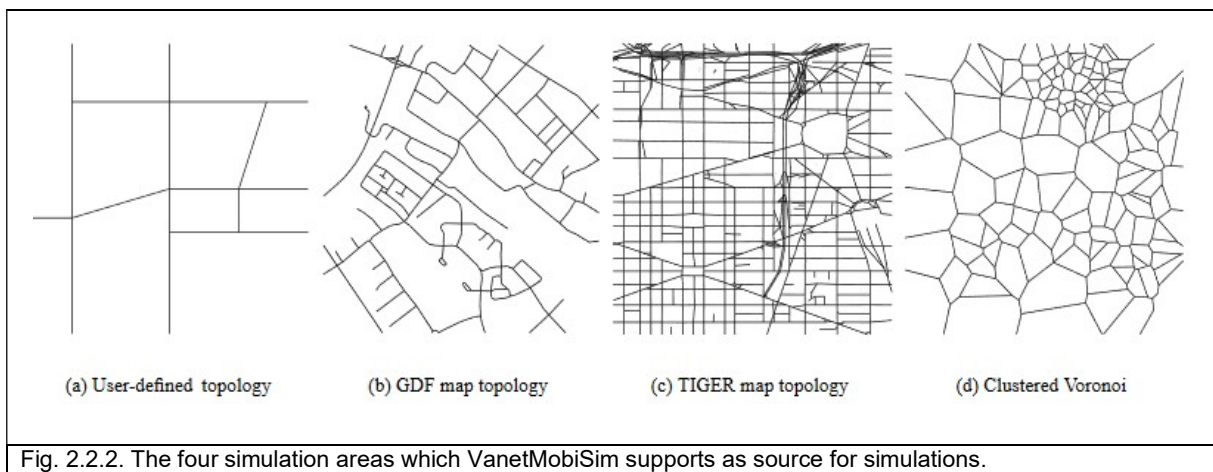 (a) User-defined topology
(b) GDF map topology
(c) TIGER map topology
(d) Clustered Voronoi
Fig. 2.2.2. The four simulation areas which VanetMobiSim supports as source for simulations.